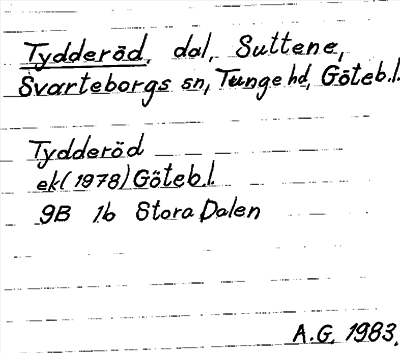 Tydderöd, dal, Suttene,
Svarteborgs sn, Tunge hd, Göteb.l.
Tydderöd
ek (1978) Göteb.l.
9B 1b Stora Dalen
A.G. 1983.